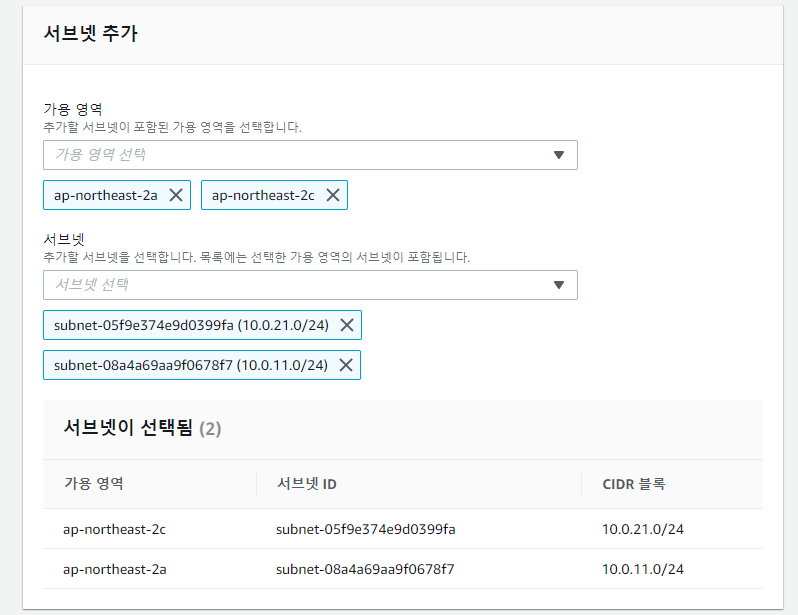 서브넷 추가
가용 영역
추가할 서브넷이 포함된 가용 영역을 선택합니다.
가용 영역 선택
ap-northeast-2a ap-northeast-2c
서브넷
추가할 서브넷을 선택합니다. 목록에는 선택한 가용 영역의 서브넷이 포함됩니다.
서브넷 선택
subnet-05f9e374e9d0399fa (10.0.21.0/24)
subnet-08a4a69aa9f0678f7 (10.0.11.0/24)
서브넷이 선택됨 (2)
가용 영역 서브넷 ID CIDR 블록
ap-northeast-2c subnet-05f9e374e9d0399fa 10.0.21.0/24
ap-northeast-2a subnet-08a4a69aa9f0678f7 10.0.11.0/24